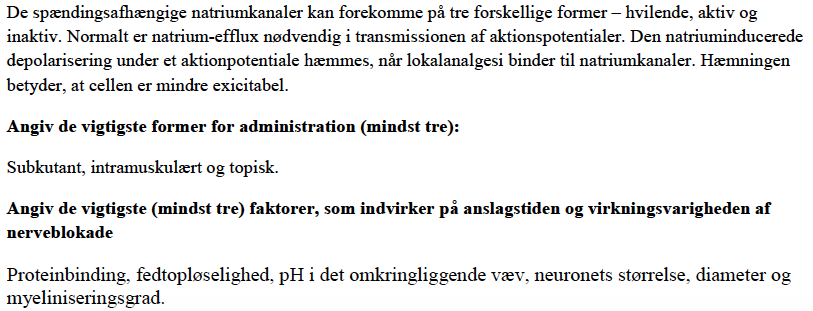 De spændingsafhængige natriumkanaler kan forekomme på tre forskellige former – hvilende, aktiv og
inaktiv. Normalt er natrium-efflux nødvendig i transmissionen af aktionspotentialer. Den natriuminducerede
depolarisering under et aktionpotentiale hæmmes, når lokalanalgesi binder til natriumkanaler. Hæmningen
betyder, at cellen er mindre exicitabel.
Angiv de vigtigste former for administration (mindst tre):
Subkutant, intramuskulært og topisk.
Angiv de vigtigste (mindst tre) faktorer, som indvirker på anslagstiden og virkningsvarigheden af
nerveblokade
Proteinbinding, fedtopløselighed, pH i det omkringliggende væv, neuronets størrelse, diameter og
myeliniseringsgrad.